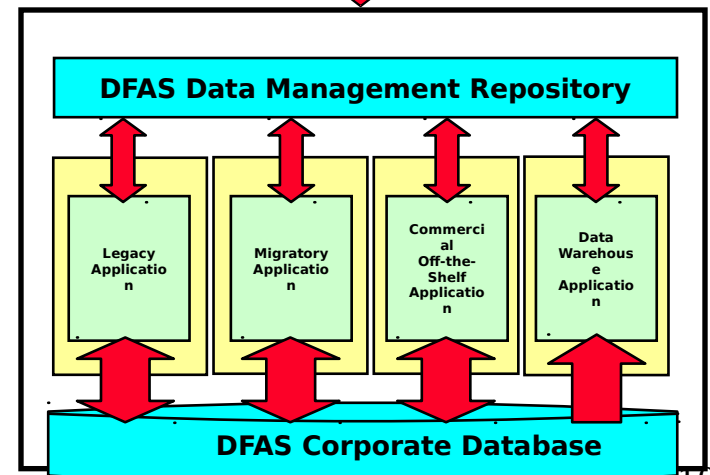 DFAS Data Management Repository
Legacy
Applicatio
n
Migratory
Applicatio
n
Commerci
al
Off-the-
Shelf
Applicatio
n
Data
Warehous
e
Applicatio
n
DFAS Corporate Database